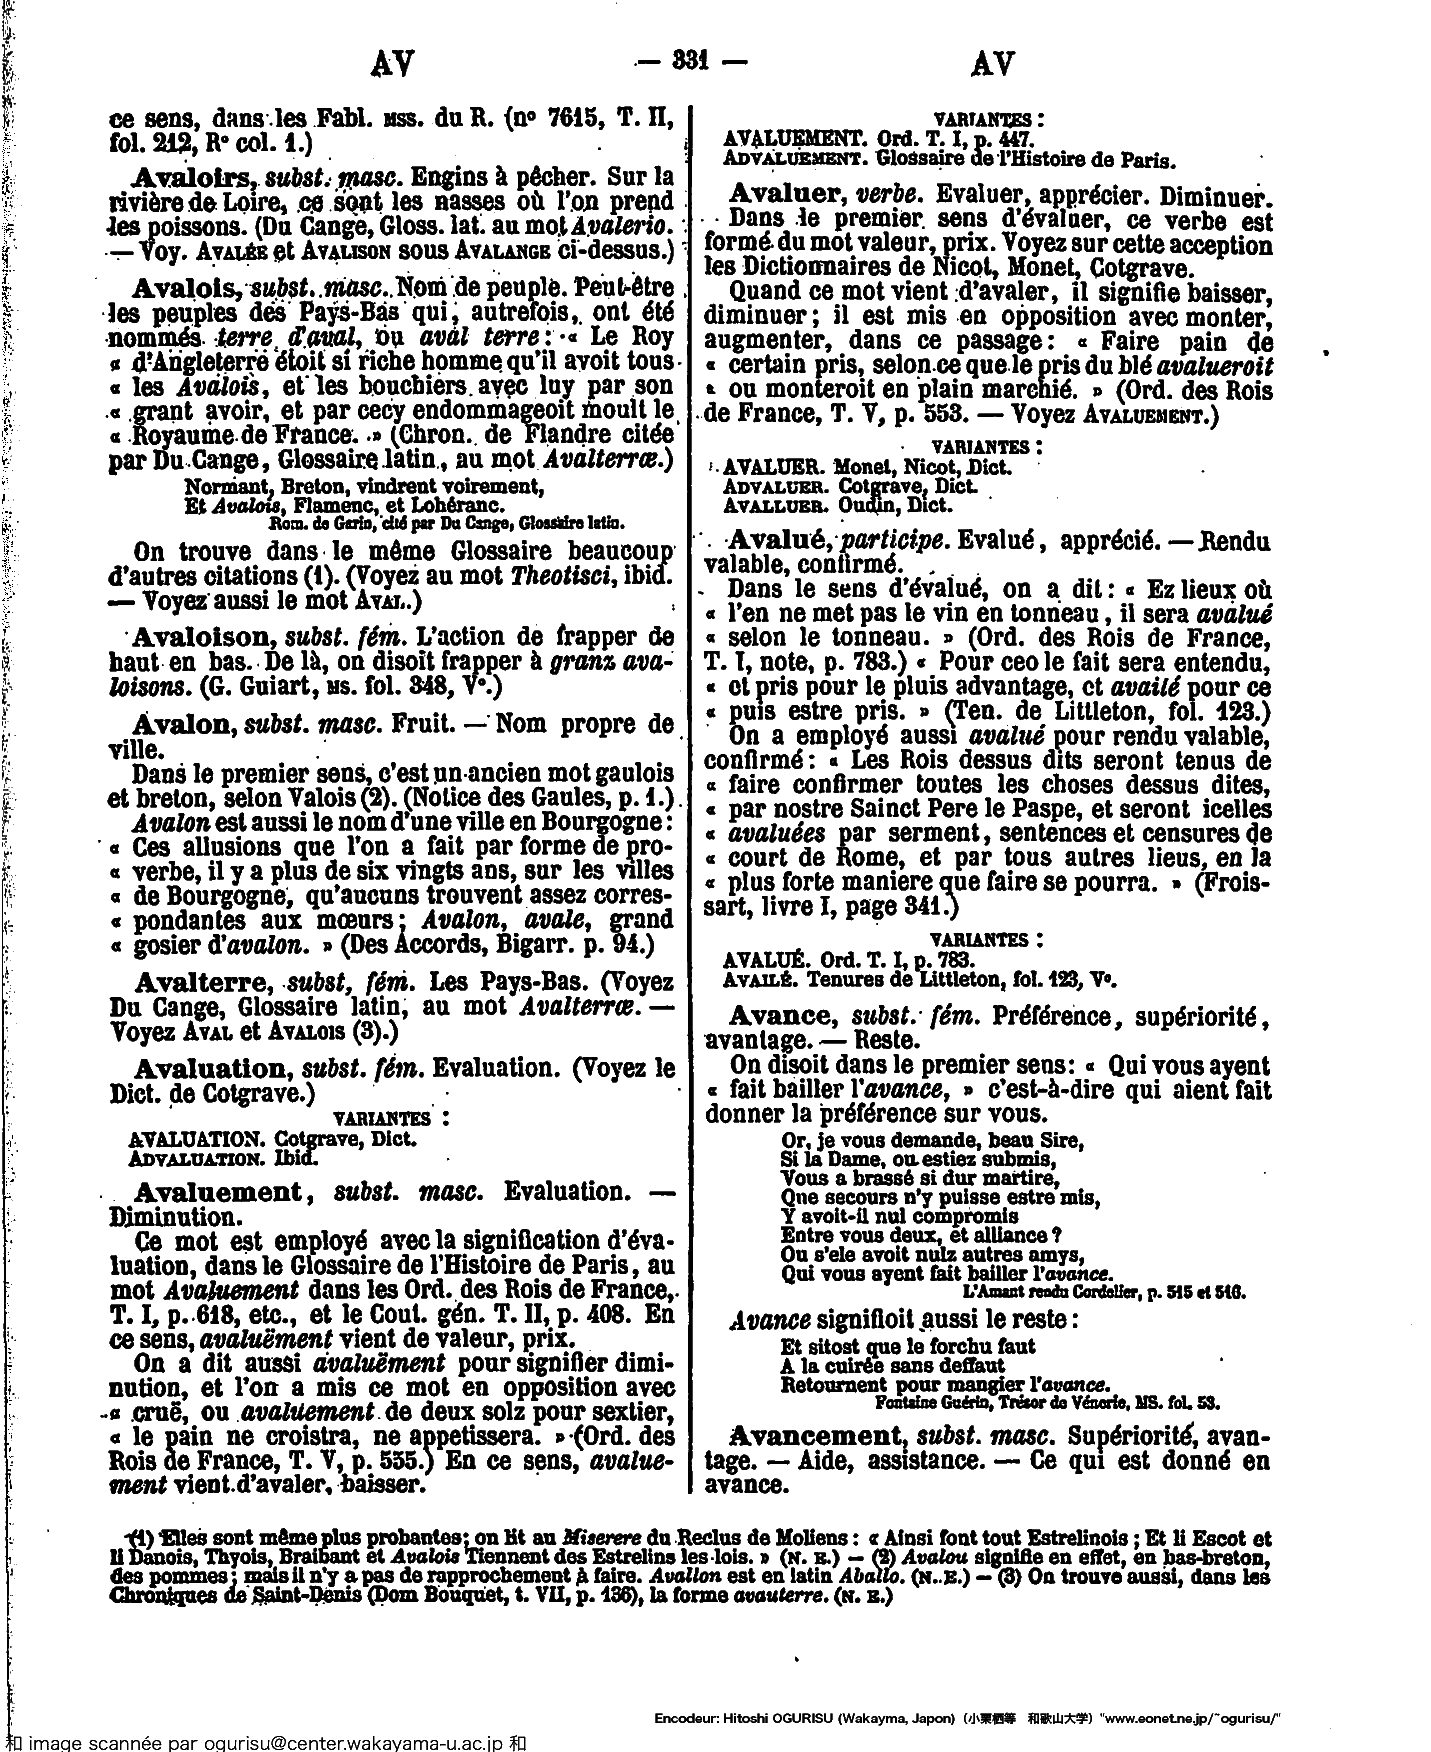 AV — 331 — AV
ce sens, dans les Fabl. MSS. du R. (nº 7615, T. II,
fol. 212, Rº col. 1.)
Avaloirs, subst. masc. Engins à pêcher. Sur la
rivière de Loire, ce sont les nasses où l'on prend
les poissons. (Du Cange, Gloss. lat. au mot Avalerio.
— Voy. AVALÉE et AVALISON sous AVALANGE ci-dessus.)
Avalois, subst. masc. Nom de peuple. Peut-être
les peuples des Pays-Bas qui, autrefois, ont été
nommés terre d'aval, ou aval terre : « Le Roy
« d'Angleterre étoit si riche homme qu'il avoit tous
« les Avalois, et les bouchiers avec luy par son
« grant avoir, et par cecy endommageoit moult le
« Royaume de France. » (Chron. de Flandre citée
par Du Cange, Glossaire latin, au mot Avalterræ.)
Normant, Breton, vindrent voirement,
Et Avalois, Flamenc, et Lohéranc.
Rom. de Garin, cité par Du Cange, Glossaire latin.
On trouve dans le même Glossaire beaucoup
d'autres citations (1). (Voyez au mot Theotisci, ibid.
— Voyez aussi le mot AVAL.)
Avaloison, subst. fém. L'action de frapper de
haut en bas. De là, on disoit frapper à granz ava-
loisons. (G. Guiart, MS. fol. 348, Vº.)
Avalon, subst. masc. Fruit. — Nom propre de
ville.
Dans le premier sens, c'est un ancien mot gaulois
et breton, selon Valois (2). (Notice des Gaules, p. 1.)
Avalon est aussi le nom d'une ville en Bourgogne :
« Ces allusions que l'on a fait par forme de pro-
« verbe, il y a plus de six vingts ans, sur les villes
« de Bourgogne, qu'aucuns trouvent assez corres-
« pondantes aux mœurs ; Avalon, avale, grand
« gosier d'avalon. » (Des Accords, Bigarr. p. 94.)
Avalterre, subst, fém. Les Pays-Bas. (Voyez
Du Cange, Glossaire latin, au mot Avalterræ. —
Voyez AVAL et AVALOIS (3).)
Avaluation, subst. fém. Evaluation. (Voyez le
Dict. de Cotgrave.)
VARIANTES :
AVALUATION. Cotgrave, Dict.
ADVALUATION. Ibid.
Avaluement, subst. masc. Evaluation. —
Diminution.
Ce mot est employé avec la signification d'éva-
luation, dans le Glossaire de l'Histoire de Paris, au
mot Avaluement dans les Ord. des Rois de France,
T. I, p. 618, etc., et le Cout. gén. T. II, p. 408. En
ce sens, avaluëment vient de valeur, prix.
On a dit aussi avaluëment pour signifier dimi-
nution, et l'on a mis ce mot en opposition avec
« cruë, ou avaluement de deux solz pour sextier,
« le pain ne croistra, ne appetissera. » (Ord. des
Rois de France, T. V, p. 555.) En ce sens, avalue-
ment vient d'avaler, baisser.
VARIANTES :
AVALUEMENT. Ord. T. I, p. 447.
ADVALUEMENT. Glossaire de l'Histoire de Paris.
Avaluer, verbe. Evaluer, apprécier. Diminuer.
Dans le premier sens d'évaluer, ce verbe est
formé du mot valeur, prix. Voyez sur cette acception
les Dictionnaires de Nicot, Monet, Cotgrave.
Quand ce mot vient d'avaler, il signifie baisser,
diminuer ; il est mis en opposition avec monter,
augmenter, dans ce passage : « Faire pain de
« certain pris, selon ce que le pris du blé avalueroit
« ou monteroit en plain marchié. » (Ord. des Rois
de France, T. V, p. 553. — Voyez AVALUEMENT.)
VARIANTES :
AVALUER. Monet, Nicot, Dict.
ADVALUER. Cotgrave, Dict.
AVALLUER. Oudin, Dict.
Avalué, participe. Evalué, apprécié. — Rendu
valable, confirmé.
Dans le sens d'évalué, on a dit : « Ez lieux où
« l'en ne met pas le vin en tonneau, il sera avalué
« selon le tonneau. » (Ord. des Rois de France,
T. I, note, p. 783.) « Pour ceo le fait sera entendu,
« et pris pour le pluis advantage, et availé pour ce
« puis estre pris. » (Ten. de Littleton, fol. 123.)
On a employé aussi avalué pour rendu valable,
confirmé : « Les Rois dessus dits seront tenus de
« faire confirmer toutes les choses dessus dites,
« par nostre Sainct Pere le Paspe, et seront icelles
« avaluées par serment, sentences et censures de
« court de Rome, et par tous autres lieus, en la
« plus forte maniere que faire se pourra. » (Frois-
sart, livre I, page 341.)
VARIANTES :
AVALUÉ. Ord. T. I, p. 783.
AVAILÉ. Tenures de Littleton, fol. 123, Vº.
Avance, subst. fém. Préférence, supériorité,
avantage. — Reste.
On disoit dans le premier sens : « Qui vous ayent
« fait bailler l'avance, » c'est-à-dire qui aient fait
donner la préférence sur vous.
Or, je vous demande, beau Sire,
Si la Dame, ou estiez submis,
Vous a brassé si dur martire,
Que secours n'y puisse estre mis,
Y avoit-il nul compromis
Entre vous deux, et alliance ?
Ou s'ele avoit nulz autres amys,
Qui vous ayent fait bailler l'avance.
L'Amant rendu Cordelier, p. 515 et 516.
Avance signifioit aussi le reste :
Et sitost que le forchu faut
A la cuirée sans deffaut
Retournent pour mangier l'avance.
Fontaine Guérin, Trésor de Vénerie, MS. fol. 53.
Avancement, subst. masc. Supériorité, avan-
tage. — Aide, assistance. — Ce qui est donné en
avance.
(1) Elles sont même plus probantes ; on lit au Miserere du Reclus de Moliens : « Ainsi font tout Estrelinois ; Et li Escot et
li Danois, Thyois, Braibant et Avalois Tiennent des Estrelins les lois. » (N. E.) — (2) Avalou signifie en effet, en bas-breton,
des pommes ; mais il n'y a pas de rapprochement à faire. Avallon est en latin Aballo. (N. E.) — (3) On trouve aussi, dans les
Chroniques de Saint-Denis (Dom Bouquet, t. VII, p. 136), la forme avauterre. (N. E.)
Encodeur: Hitoshi OGURISU (Wakayma, Japon) (小栗栖等 和歌山大学) "www.eonet.ne.jp/~ogurisu/"
和 image scannée par ogurisu@center.wakayama-u.ac.jp 和